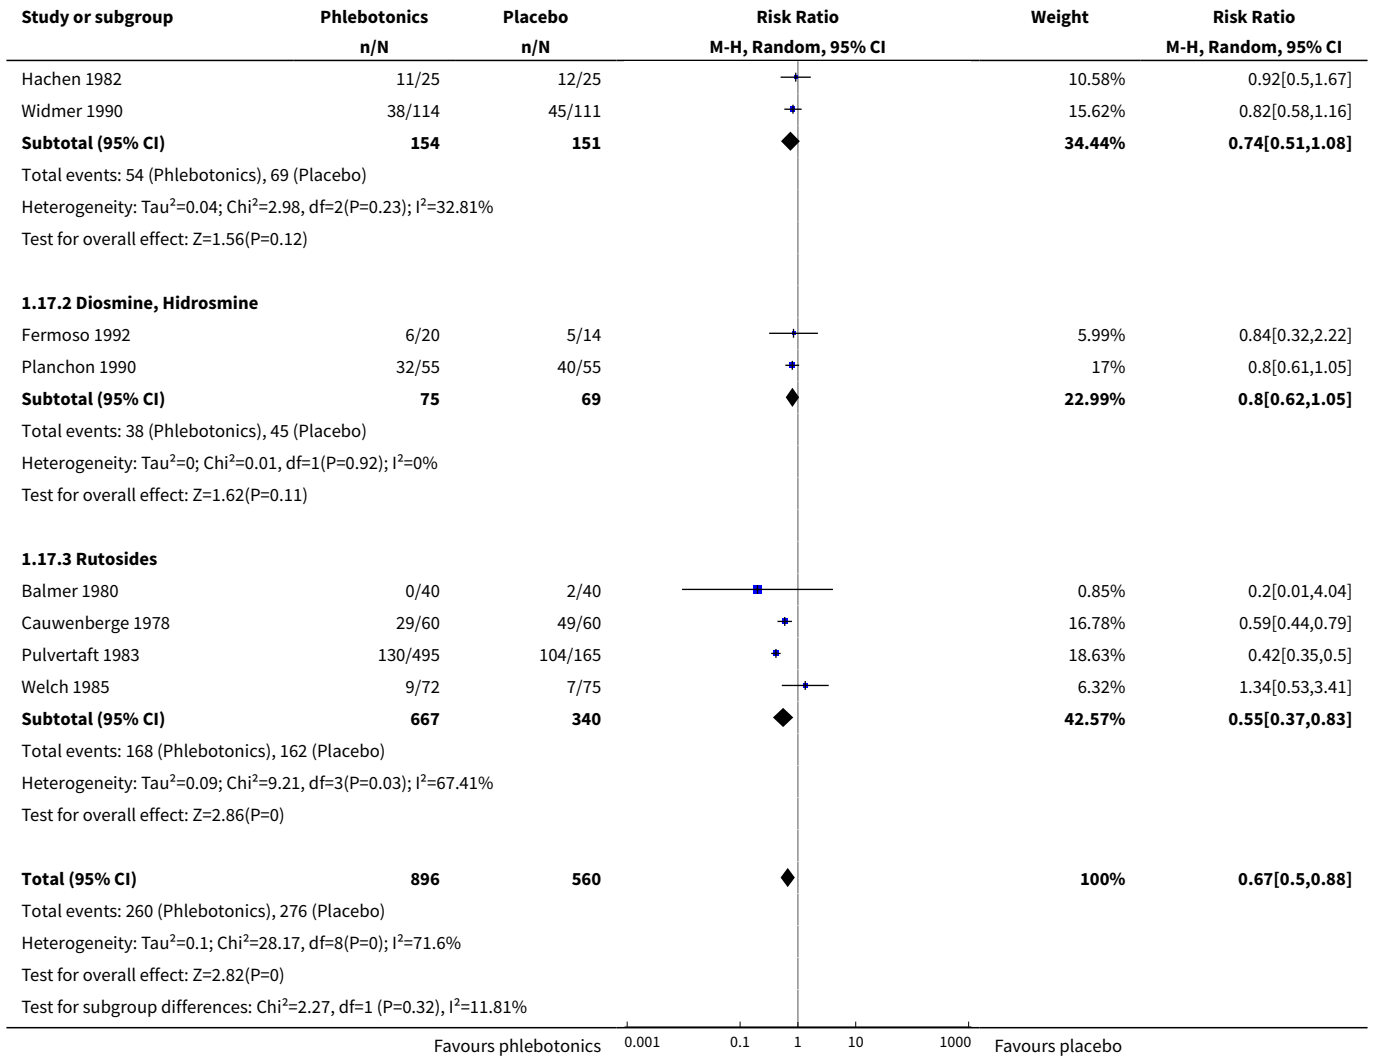 Study or subgroup Phlebotonics Placebo Risk Ratio Weight Risk Ratio
n/N n/N M-H, Random, 95% CI M-H, Random, 95% CI
Hachen 1982 11/25 12/25 10.58% 0.92[0.5,1.67]
Widmer 1990 38/114 45/111 15.62% 0.82[0.58,1.16]
Subtotal (95% CI) 154 151 34.44% 0.74[0.51,1.08]
Total events: 54 (Phlebotonics), 69 (Placebo)
Heterogeneity: Tau²=0.04; Chi²=2.98, df=2(P=0.23); I²=32.81%
Test for overall effect: Z=1.56(P=0.12)
1.17.2 Diosmine, Hidrosmine
Fermoso 1992 6/20 5/14 5.99% 0.84[0.32,2.22]
Planchon 1990 32/55 40/55 17% 0.8[0.61,1.05]
Subtotal (95% CI) 75 69 22.99% 0.8[0.62,1.05]
Total events: 38 (Phlebotonics), 45 (Placebo)
Heterogeneity: Tau²=0; Chi²=0.01, df=1(P=0.92); I²=0%
Test for overall effect: Z=1.62(P=0.11)
1.17.3 Rutosides
Balmer 1980 0/40 2/40 0.85% 0.2[0.01,4.04]
Cauwenberge 1978 29/60 49/60 16.78% 0.59[0.44,0.79]
Pulvertaft 1983 130/495 104/165 18.63% 0.42[0.35,0.5]
Welch 1985 9/72 7/75 6.32% 1.34[0.53,3.41]
Subtotal (95% CI) 667 340 42.57% 0.55[0.37,0.83]
Total events: 168 (Phlebotonics), 162 (Placebo)
Heterogeneity: Tau²=0.09; Chi²=9.21, df=3(P=0.03); I²=67.41%
Test for overall effect: Z=2.86(P=0)
Total (95% CI) 896 560 100% 0.67[0.5,0.88]
Total events: 260 (Phlebotonics), 276 (Placebo)
Heterogeneity: Tau²=0.1; Chi²=28.17, df=8(P=0); I²=71.6%
Test for overall effect: Z=2.82(P=0)
Test for subgroup differences: Chi²=2.27, df=1 (P=0.32), I²=11.81%
Favours phlebotonics 0.001 0.1 1 10 1000 Favours placebo